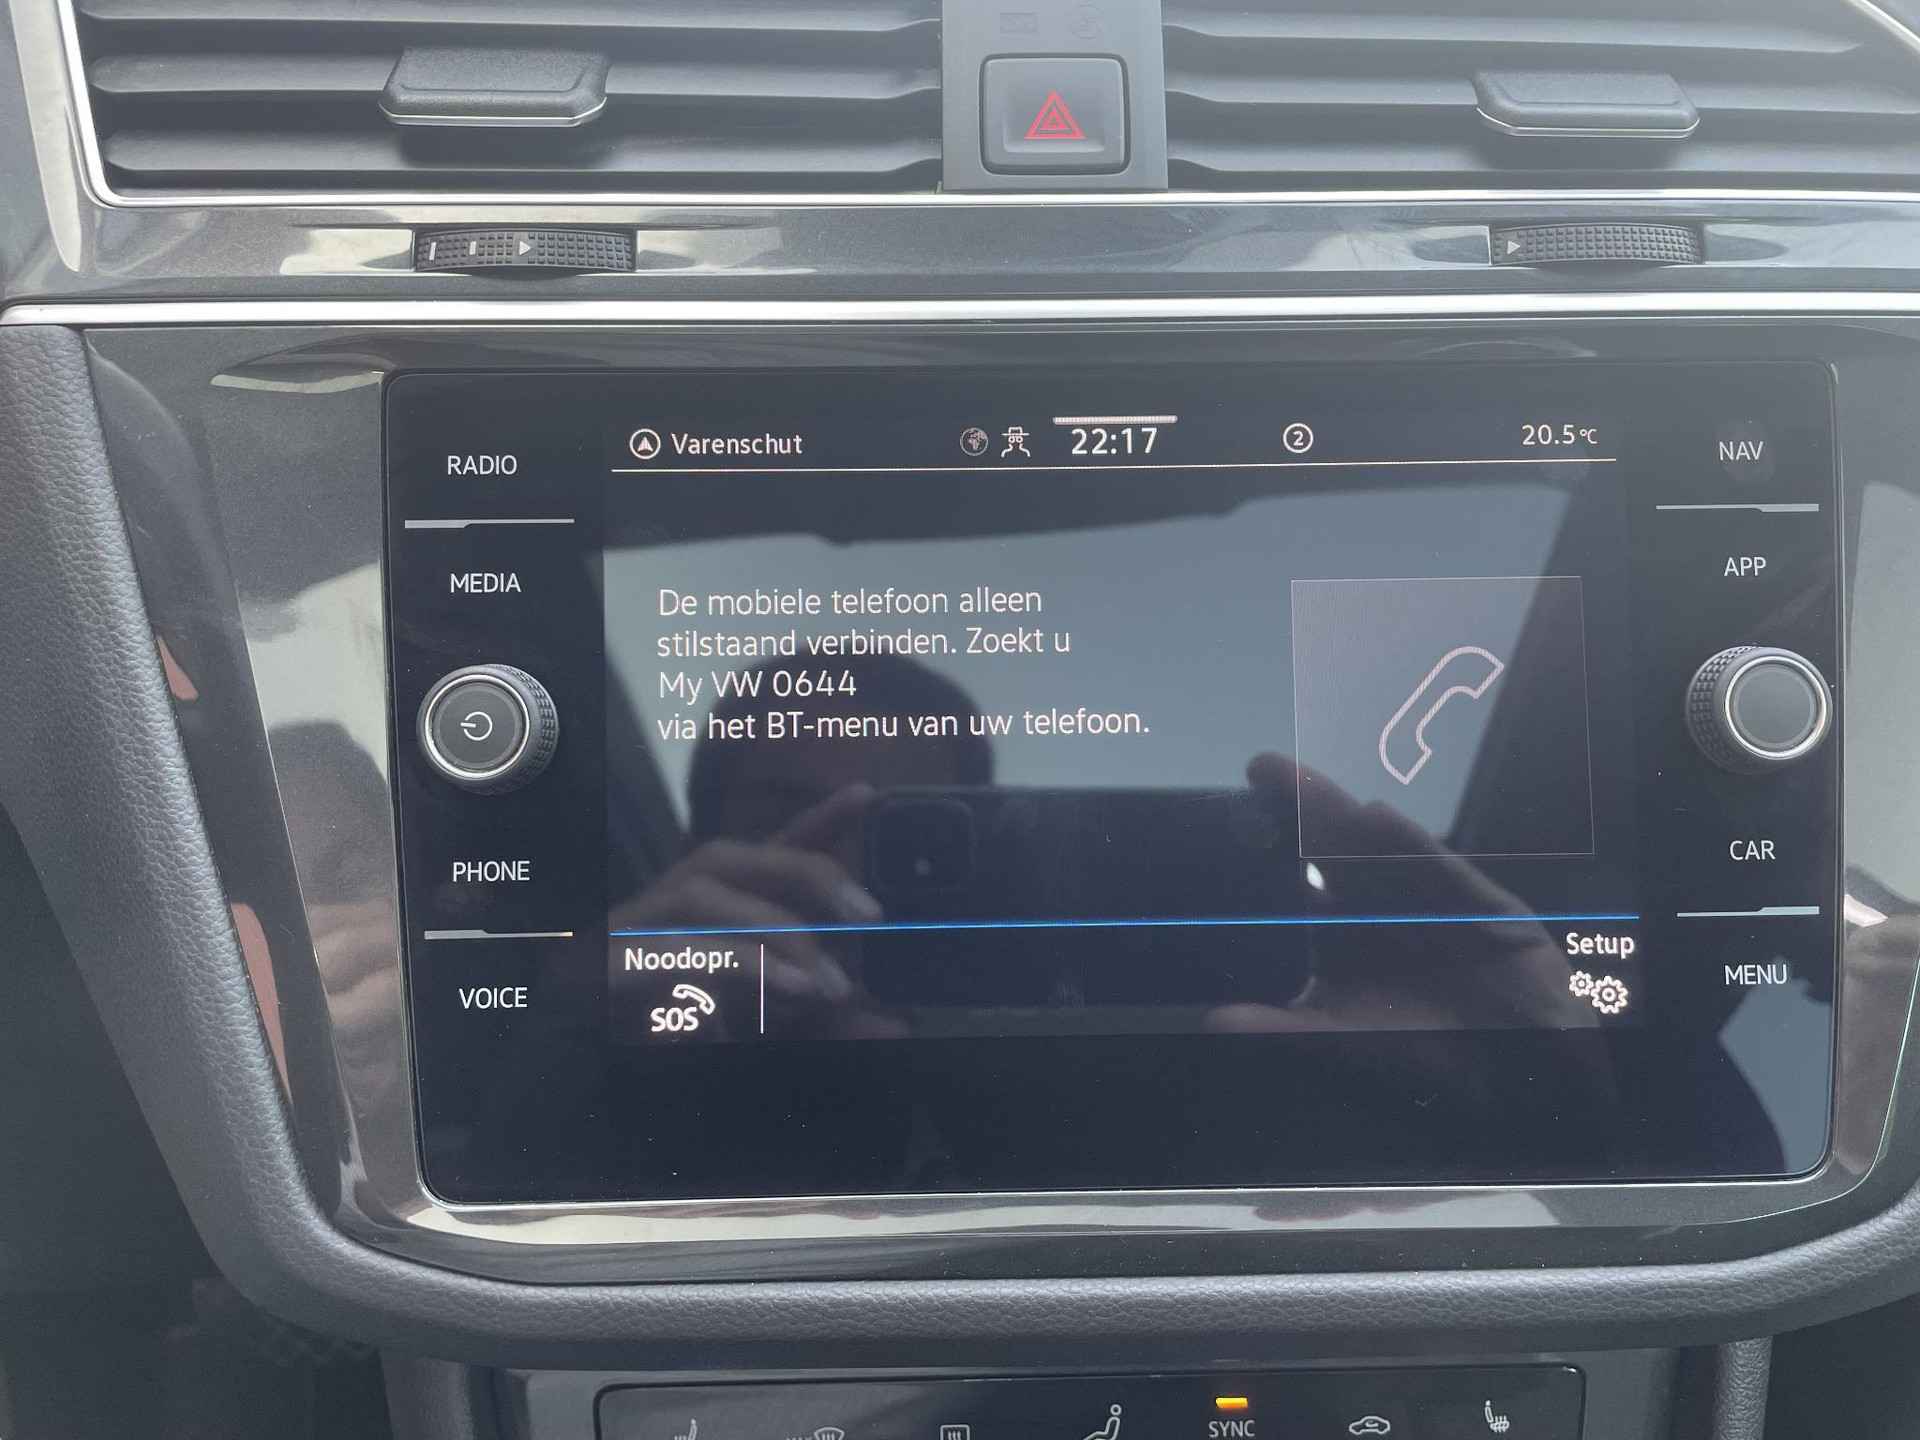 Varenschut
22:17
2
20.5°C
RADIO
NAV
MEDIA
APP
De mobiele telefoon alleen
stilstaand verbinden. Zoekt u
My VW 0644
via het BT-menu van uw telefoon.
PHONE
CAR
VOICE
MENU
Noodopr.
SOS
Setup
SYNC